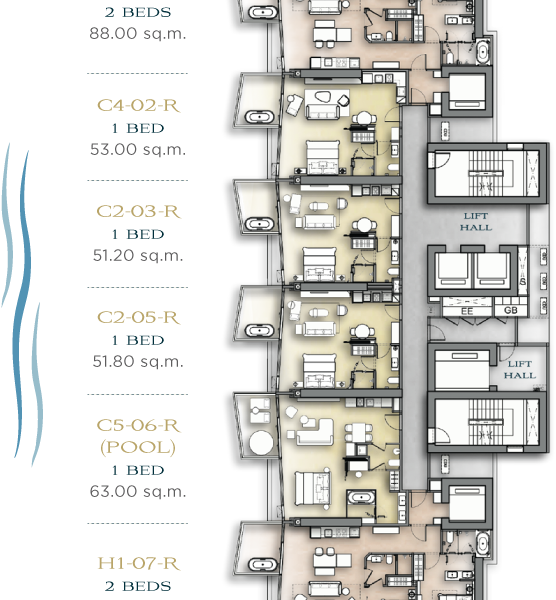 2 BEDS
88.00 sq.m.
C4-02-R
1 BED
53.00 sq.m.
C2-03-R
1 BED
51.20 sq.m.
C2-05-R
1 BED
51.80 sq.m.
C5-06-R
(POOL)
1 BED
63.00 sq.m.
H1-07-R
2 BEDS
LIFT
HALL
S
EE
GB
LIFT
HALL